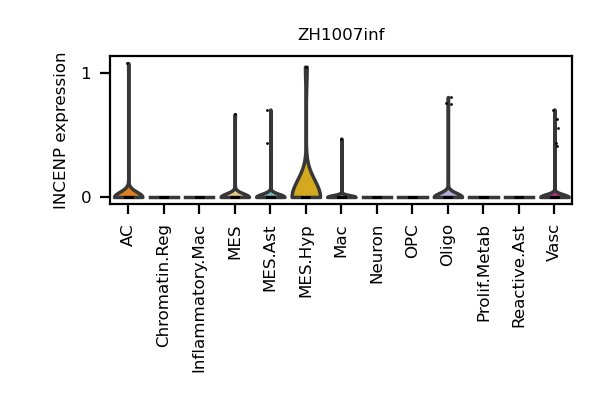 ZH1007inf
INCENP expression
1
0
AC
Chromatin.Reg
Inflammatory.Mac
MES
MES.Ast
MES.Hyp
Mac
Neuron
OPC
Oligo
Prolif.Metab
Reactive.Ast
Vasc